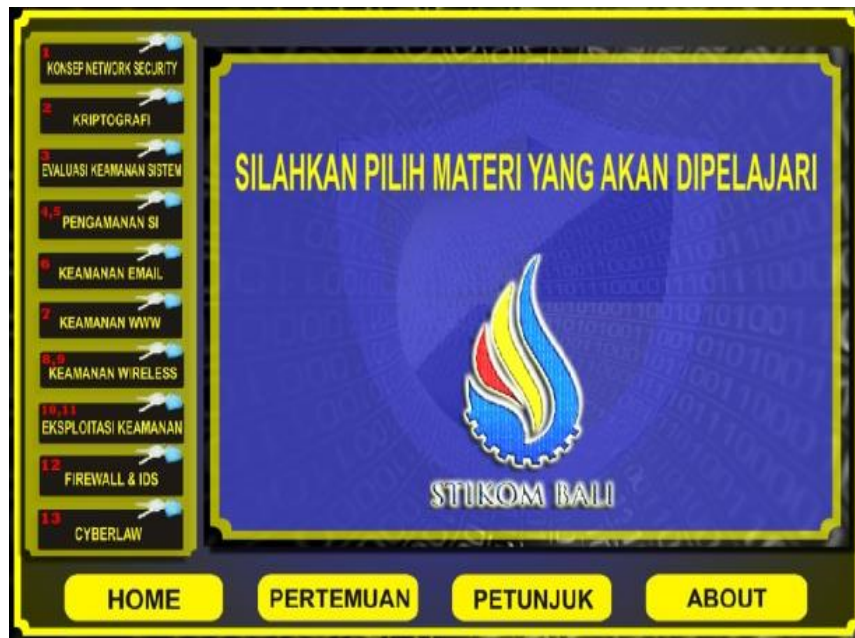 1
KONSEP NETWORK SECURITY
2
KRIPTOGRAFI
3
EVALUASI KEAMANAN SISTEM
4,5
PENGAMANAN SI
6
KEAMANAN EMAIL
7
KEAMANAN WWW
8,9
KEAMANAN WIRELESS
10,11
EKSPLOITASI KEAMANAN
12
FIREWALL & IDS
13
CYBERLAW
SILAHKAN PILIH MATERI YANG AKAN DIPELAJARI
STIKOM BALI
HOME
PERTEMUAN
PETUNJUK
ABOUT